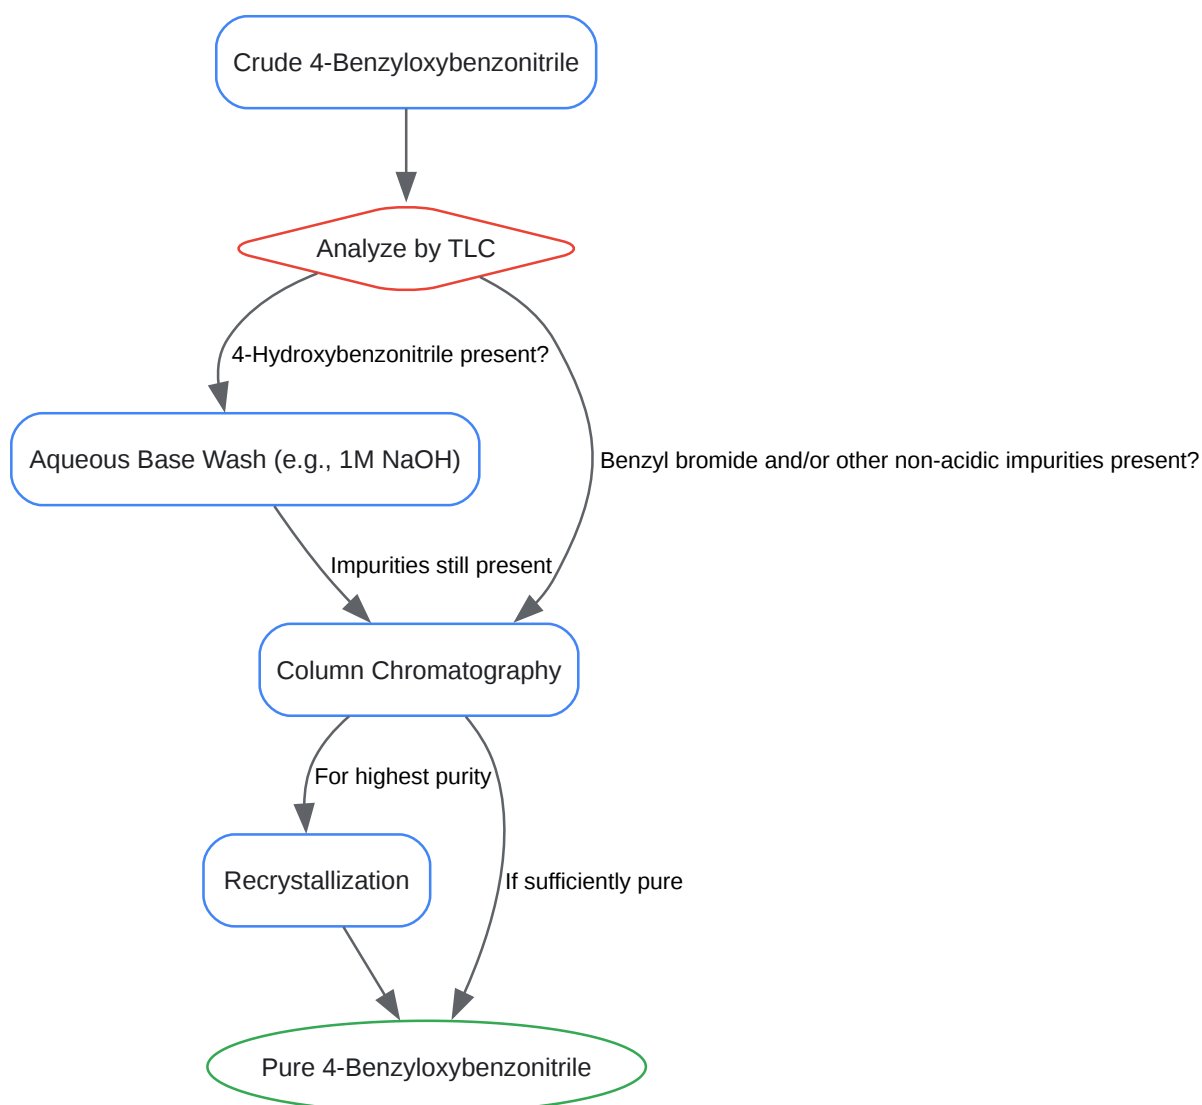 Crude 4-Benzyloxybenzonitrile
Analyze by TLC
4-Hydroxybenzonitrile present?
Aqueous Base Wash (e.g., 1M NaOH)
Benzyl bromide and/or other non-acidic impurities present?
Impurities still present
Column Chromatography
For highest purity
Recrystallization
If sufficiently pure
Pure 4-Benzyloxybenzonitrile